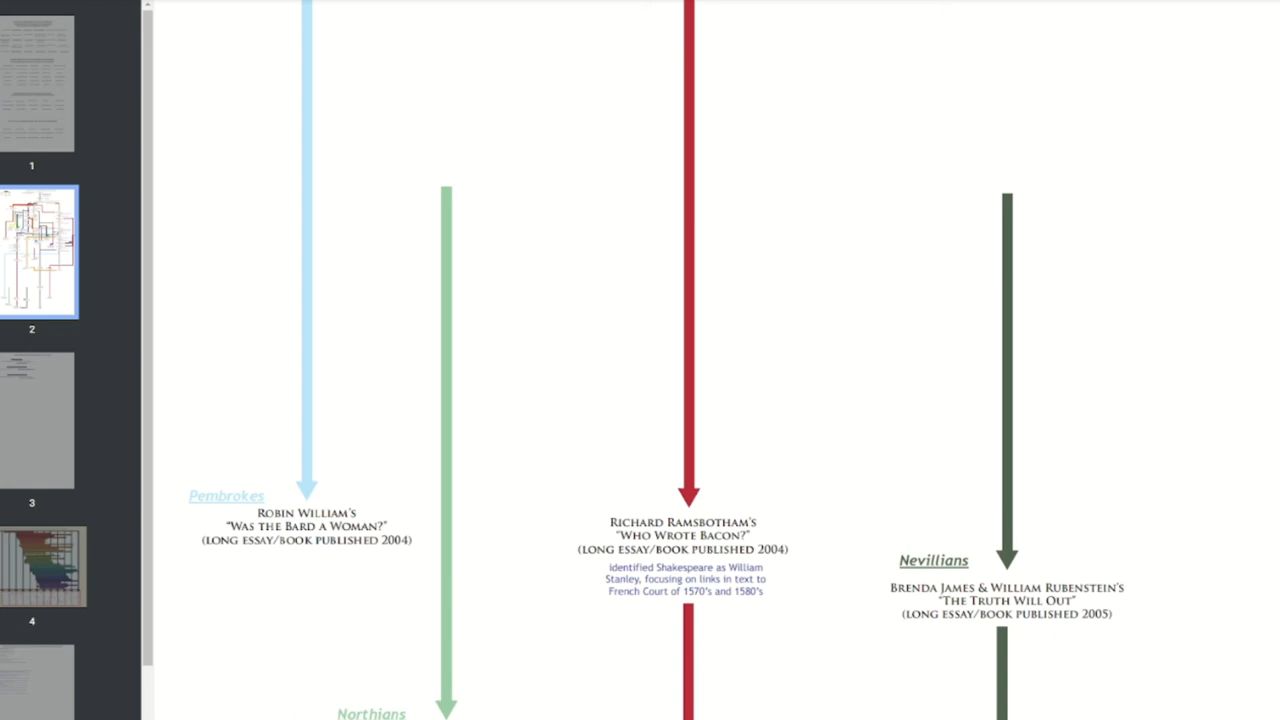 1
2
3
4
Pembrokes
ROBIN WILLIAM'S
"WAS THE BARD A WOMAN?"
(LONG ESSAY/BOOK PUBLISHED 2004)
RICHARD RAMSBOTHAM'S
"WHO WROTE BACON?"
(LONG ESSAY/BOOK PUBLISHED 2004)
identified Shakespeare as William
Stanley, focusing on links in text to
French Court of 1570's and 1580's
Nevillians
BRENDA JAMES & WILLIAM RUBENSTEIN'S
"THE TRUTH WILL OUT"
(LONG ESSAY/BOOK PUBLISHED 2005)
Northians